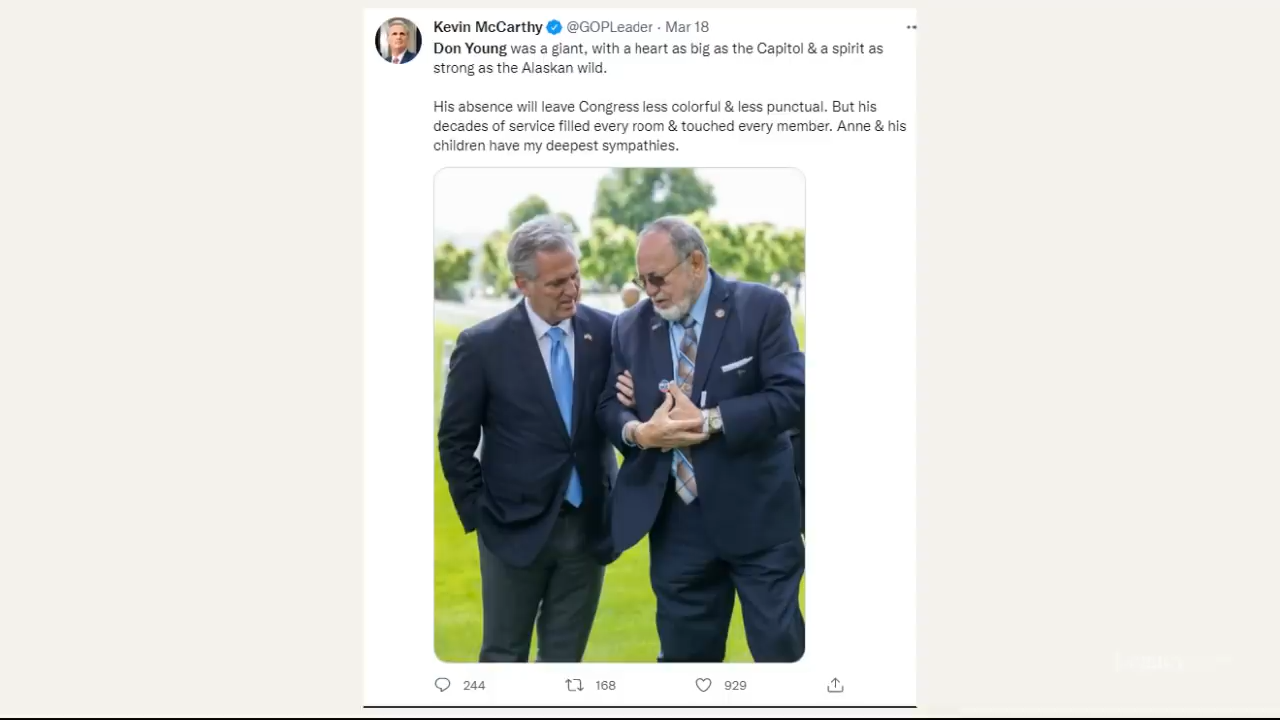 Kevin McCarthy @GOPLeader · Mar 18
Don Young was a giant, with a heart as big as the Capitol & a spirit as
strong as the Alaskan wild.
His absence will leave Congress less colorful & less punctual. But his
decades of service filled every room & touched every member. Anne & his
children have my deepest sympathies.
244 168 929